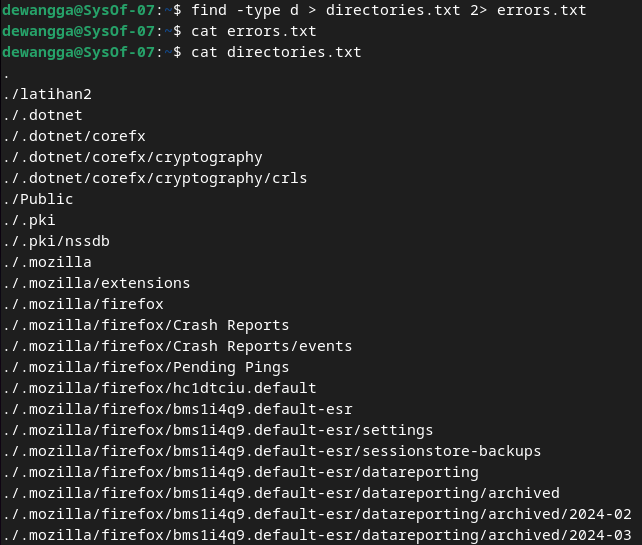 dewangga@SysOf-07:~$ find -type d > directories.txt 2> errors.txt
dewangga@SysOf-07:~$ cat errors.txt
dewangga@SysOf-07:~$ cat directories.txt
.
./latihan2
./.dotnet
./.dotnet/corefx
./.dotnet/corefx/cryptography
./.dotnet/corefx/cryptography/crls
./Public
./.pki
./.pki/nssdb
./.mozilla
./.mozilla/extensions
./.mozilla/firefox
./.mozilla/firefox/Crash Reports
./.mozilla/firefox/Crash Reports/events
./.mozilla/firefox/Pending Pings
./.mozilla/firefox/hc1dtciu.default
./.mozilla/firefox/bms1i4q9.default-esr
./.mozilla/firefox/bms1i4q9.default-esr/settings
./.mozilla/firefox/bms1i4q9.default-esr/sessionstore-backups
./.mozilla/firefox/bms1i4q9.default-esr/datareporting
./.mozilla/firefox/bms1i4q9.default-esr/datareporting/archived
./.mozilla/firefox/bms1i4q9.default-esr/datareporting/archived/2024-02
./.mozilla/firefox/bms1i4q9.default-esr/datareporting/archived/2024-03